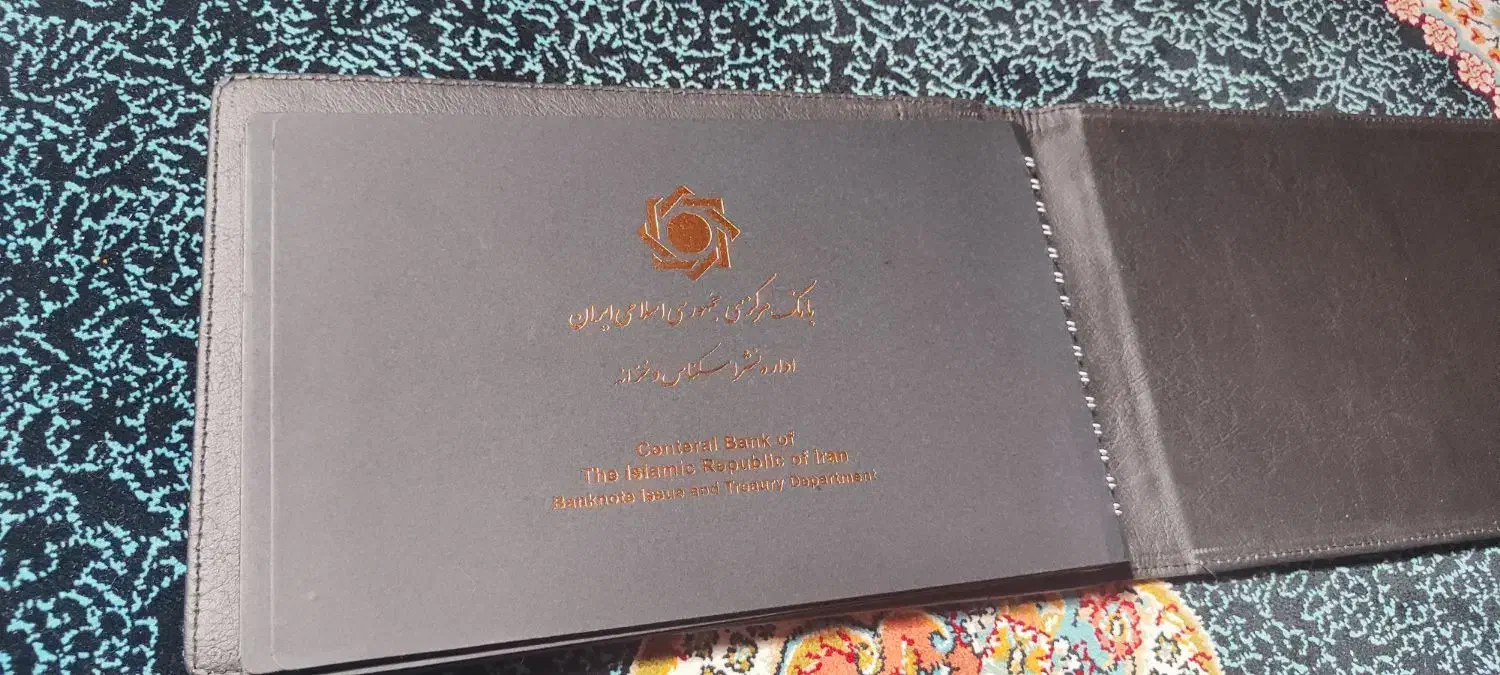 بانک مرکزی جمهوری اسلامی ایران
اداره نشر اسکناس و خزانه
Centeral Bank of
The Islamic Republic of Iran
Banknote Issue and Treaury Department